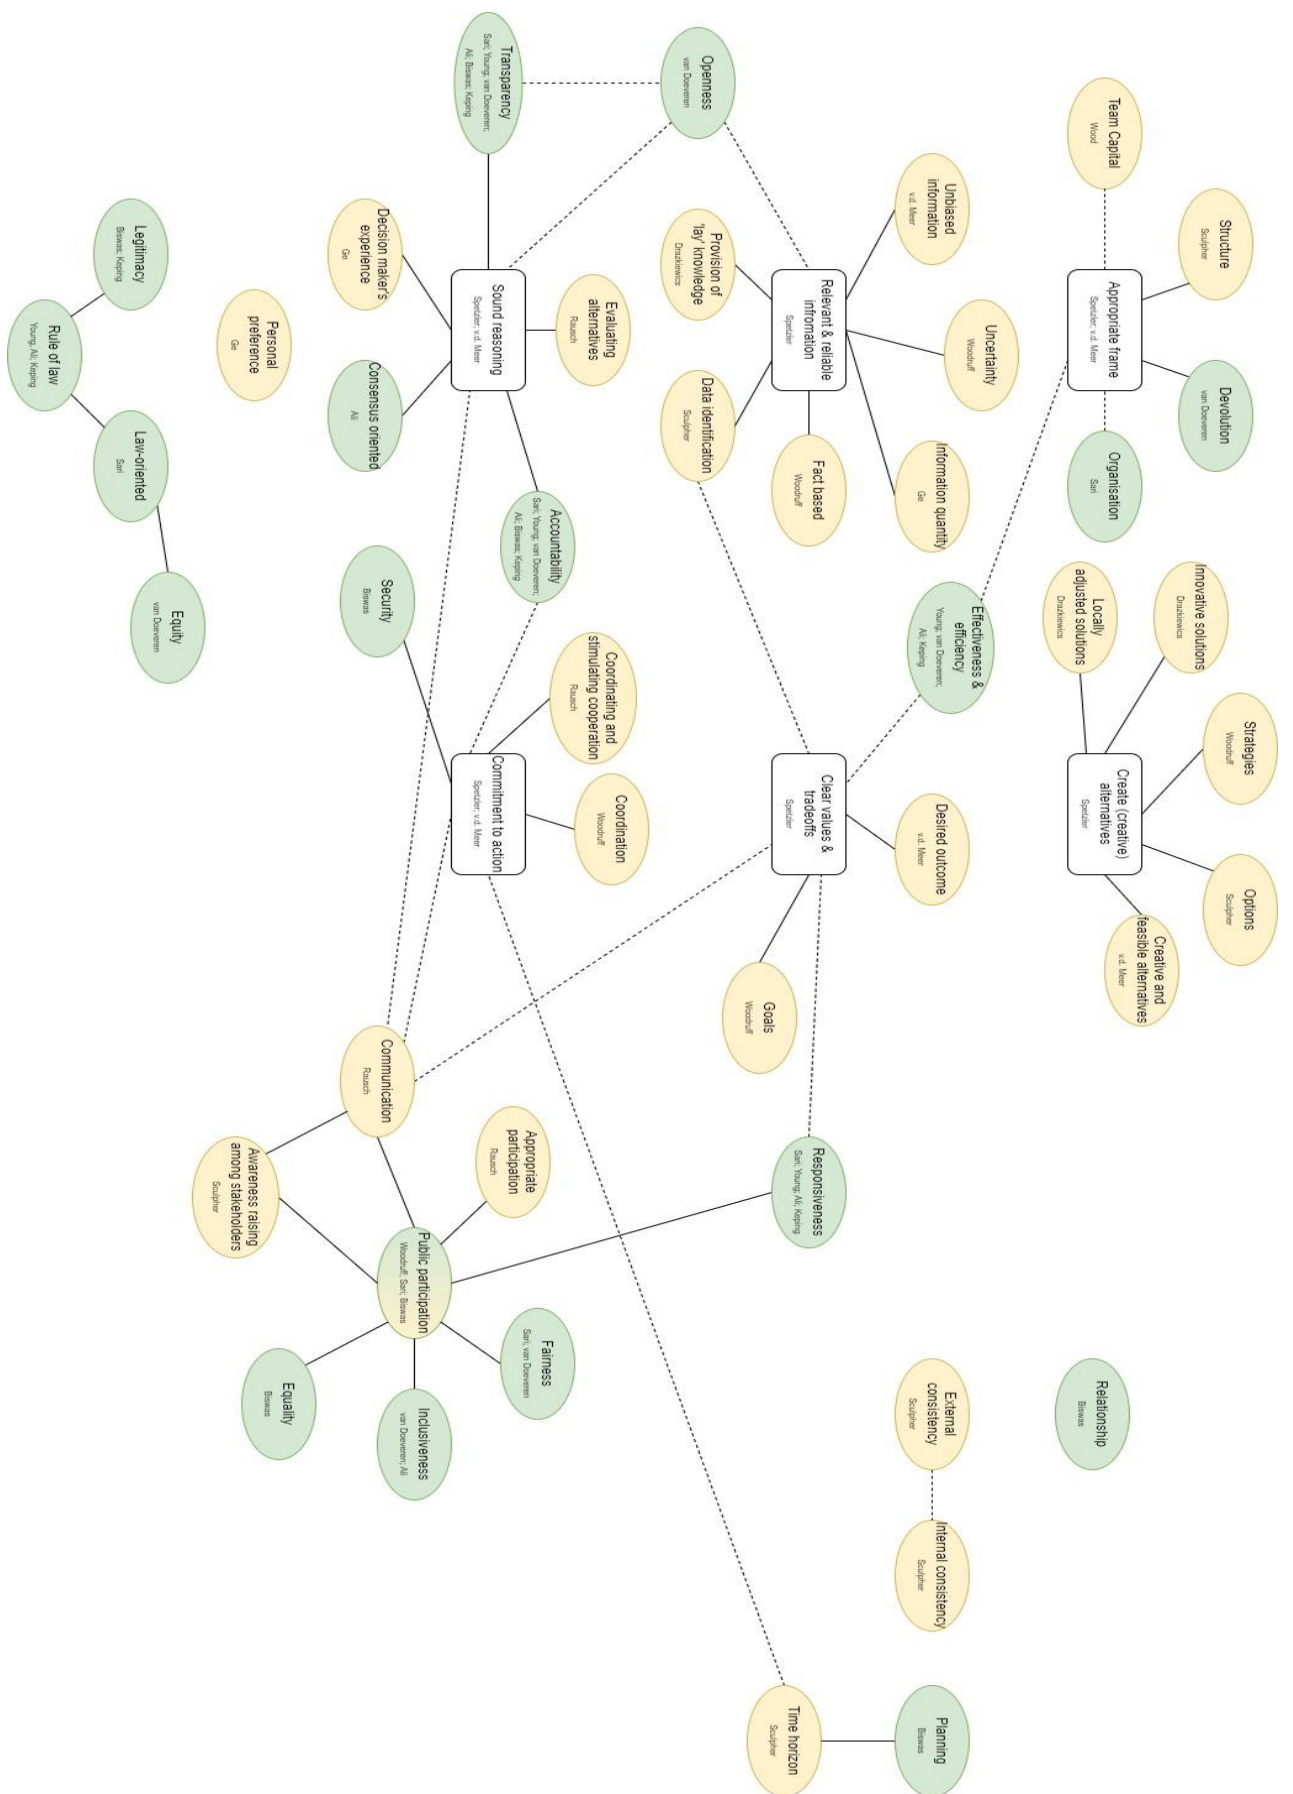 Team Capital
Wood
Structure
Sculpher
Appropriate frame
Spetzler; v.d. Meer
Devolution
van Doeveren
Organisation
Sari
Innovative solutions
Drazkiewics
Locally
adjusted solutions
Drazkiewics
Strategies
Woodruff
Create (creative)
alternatives
Spetzler
Options
Sculpher
Creative and
feasible alternatives
v.d. Meer
Relationship
Biswas
Openness
van Doeveren
Unbiased
information
v.d. Meer
Provision of
'lay' knowledge
Drazkiewics
Relevant & reliable
infromation
Spetzler
Uncertainty
Woodruff
Data identification
Sculpher
Fact based
Woodruff
Information quantity
Ge
Effectiveness &
efficiency
Young; van Doeveren;
Ali; Keping
Clear values &
tradeoffs
Spetzler
Desired outcome
v.d. Meer
Goals
Woodruff
Responsiveness
Sari; Young; Ali; Keping
External
consistency
Sculpher
Internal consistency
Sculpher
Planning
Biswas
Time horizon
Sculpher
Transparency
Sari; Young; van Doeveren;
Ali; Biswas; Keping
Decision maker's
experience
Ge
Sound reasoning
Spetzler; v.d. Meer
Evaluating
alternatives
Rausch
Consensus oriented
Ali
Accountability
Sari; Young; van Doeveren;
Ali; Biswas; Keping
Security
Biswas
Coordinating and
stimulating cooperation
Rausch
Commitment to action
Spetzler; v.d. Meer
Coordination
Woodruff
Communication
Rausch
Appropriate
participation
Rausch
Awareness raising
among stakeholders
Sculpher
Public participation
Woodruff; Sari; Biswas
Fairness
Sari; van Doeveren
Inclusiveness
van Doeveren; Ali
Equality
Biswas
Personal
preference
Ge
Legitimacy
Biswas; Keping
Rule of law
Young, Ali; Keping
Law-oriented
Sari
Equity
van Doeveren